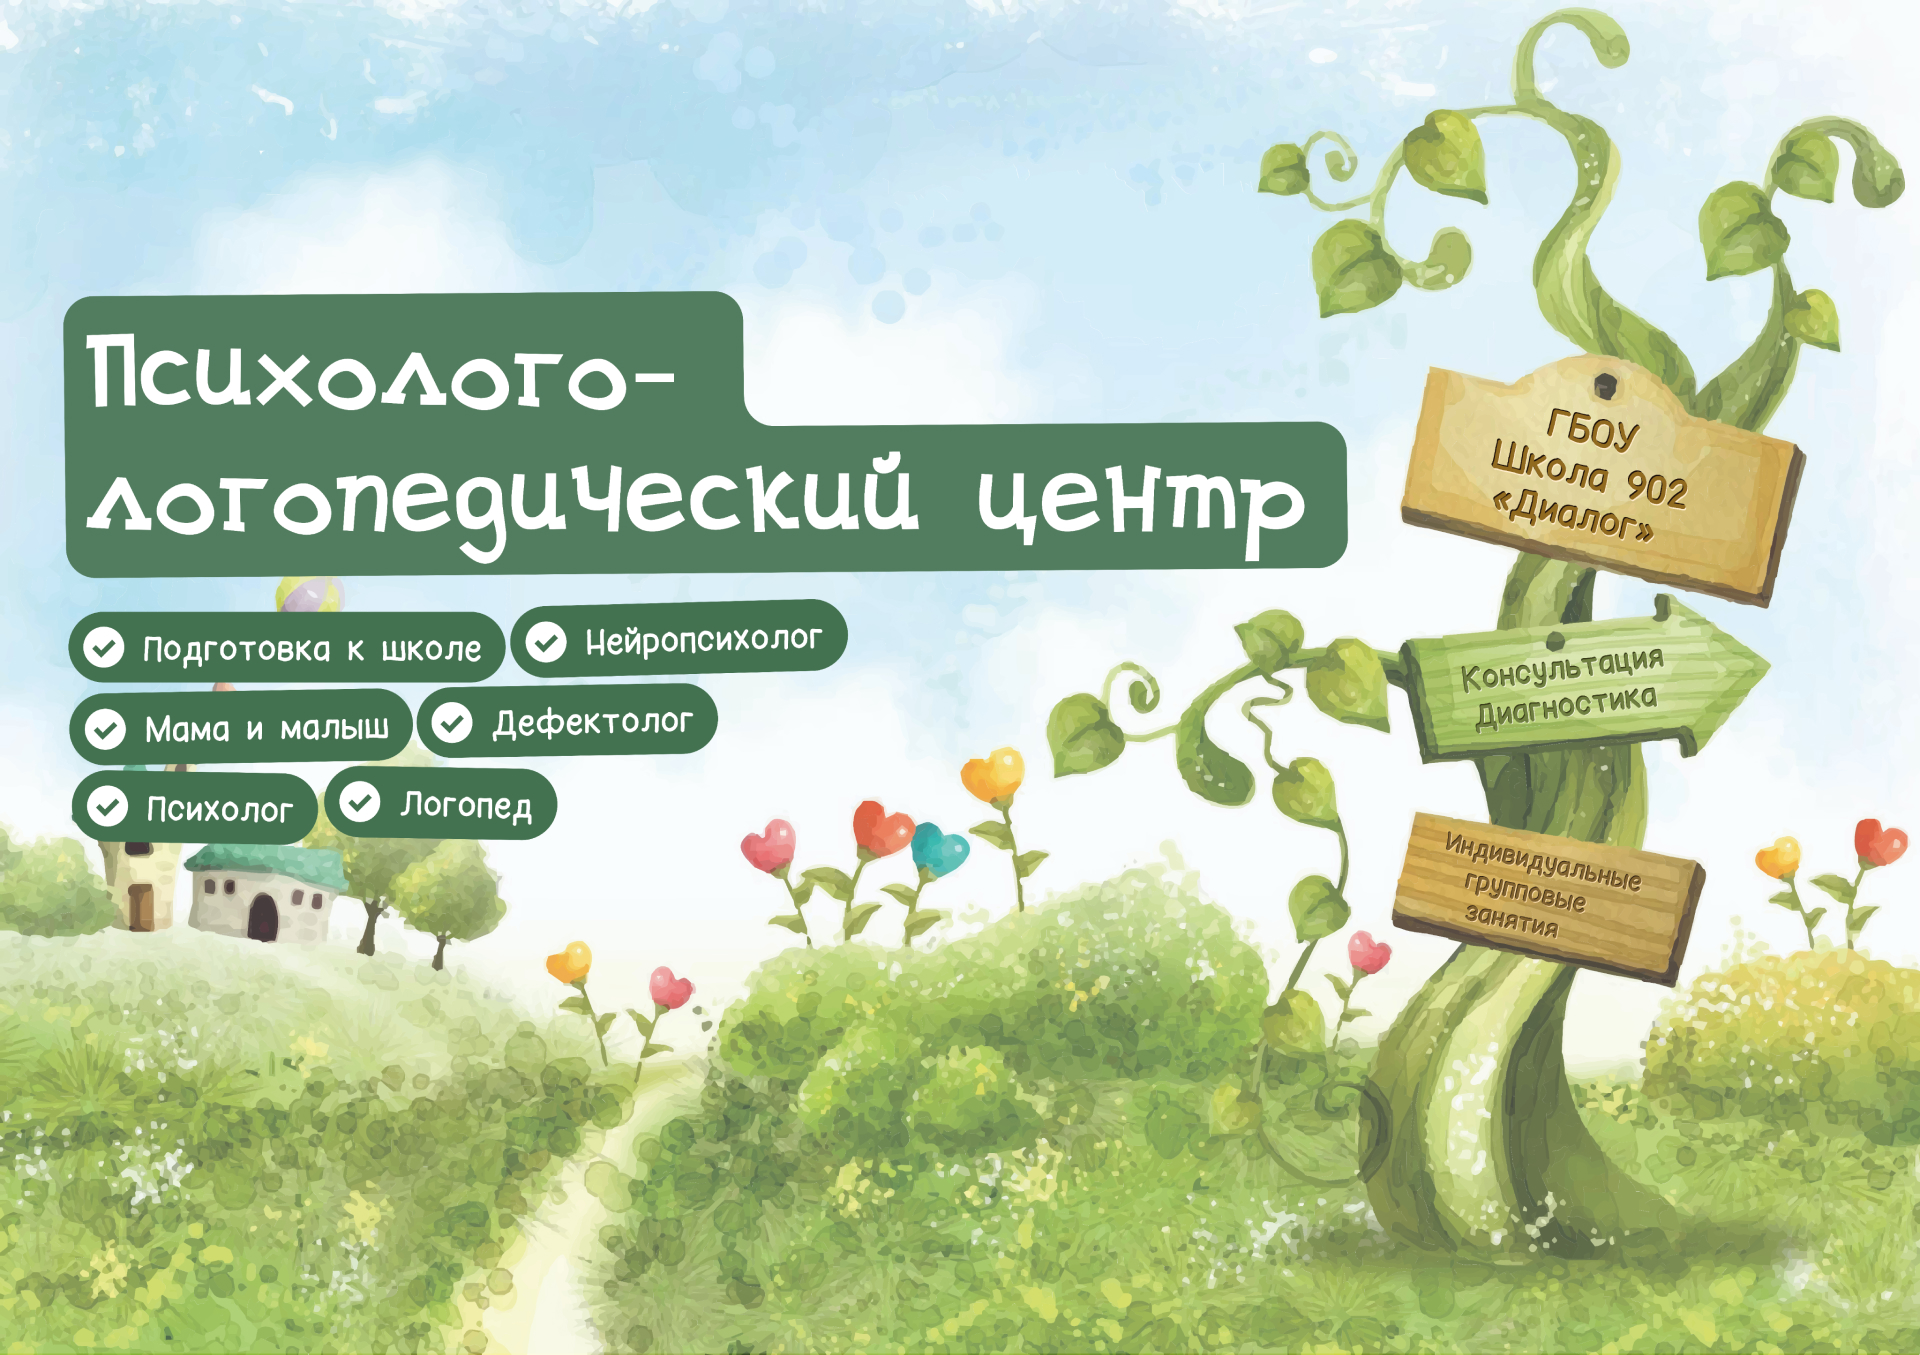 Психолого-
логопедический центр
Подготовка к школе
Нейропсихолог
Мама и малыш
Дефектолог
Психолог
Логопед
ГБОУ
Школа 902
«Диалог»
Консультация
Диагностика
Индивидуальные
групповые
занятия